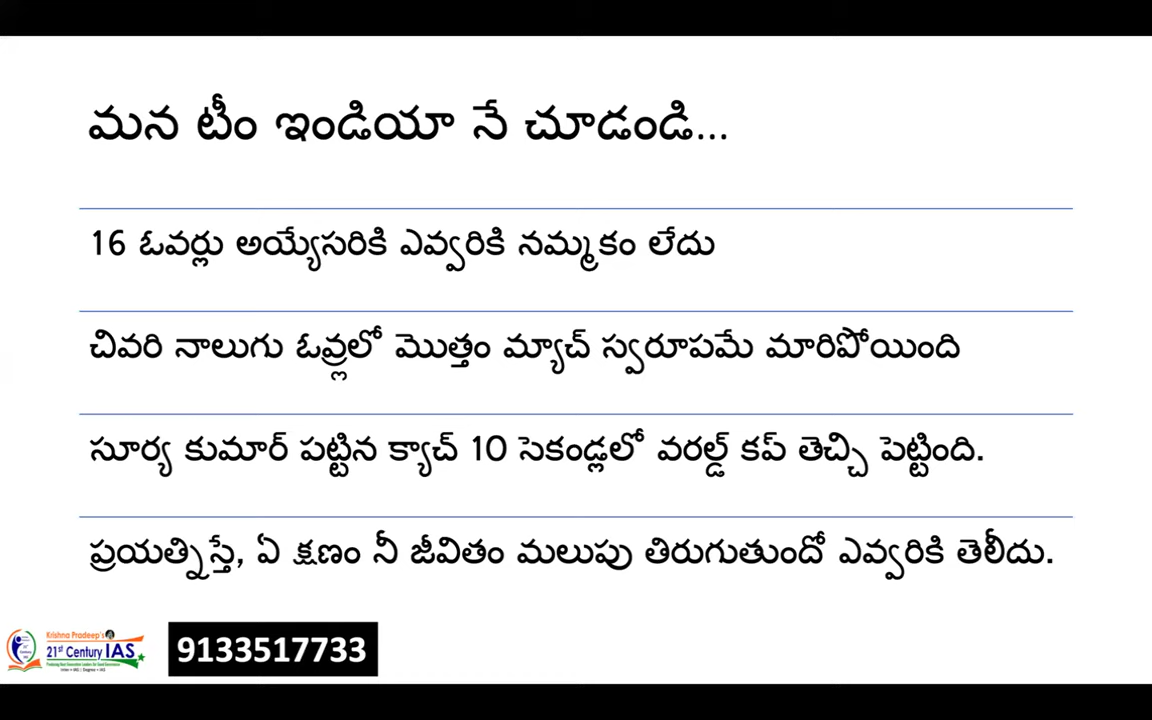 మన టీం ఇండియా నే చూడండి...
16 ఓవర్లు అయ్యేసరికి ఎవ్వరికి నమ్మకం లేదు
చివరి నాలుగు ఓవ్ర్లలో మొత్తం మ్యాచ్ స్వరూపమే మారిపోయింది
సూర్య కుమార్ పట్టిన క్యాచ్ 10 సెకండ్లలో వరల్డ్ కప్ తెచ్చి పెట్టింది.
ప్రయత్నిస్తే, ఏ క్షణం నీ జీవితం మలుపు తిరుగుతుందో ఎవ్వరికి తెలీదు.
Krishna Pradeep's
21st Century IAS
9133517733